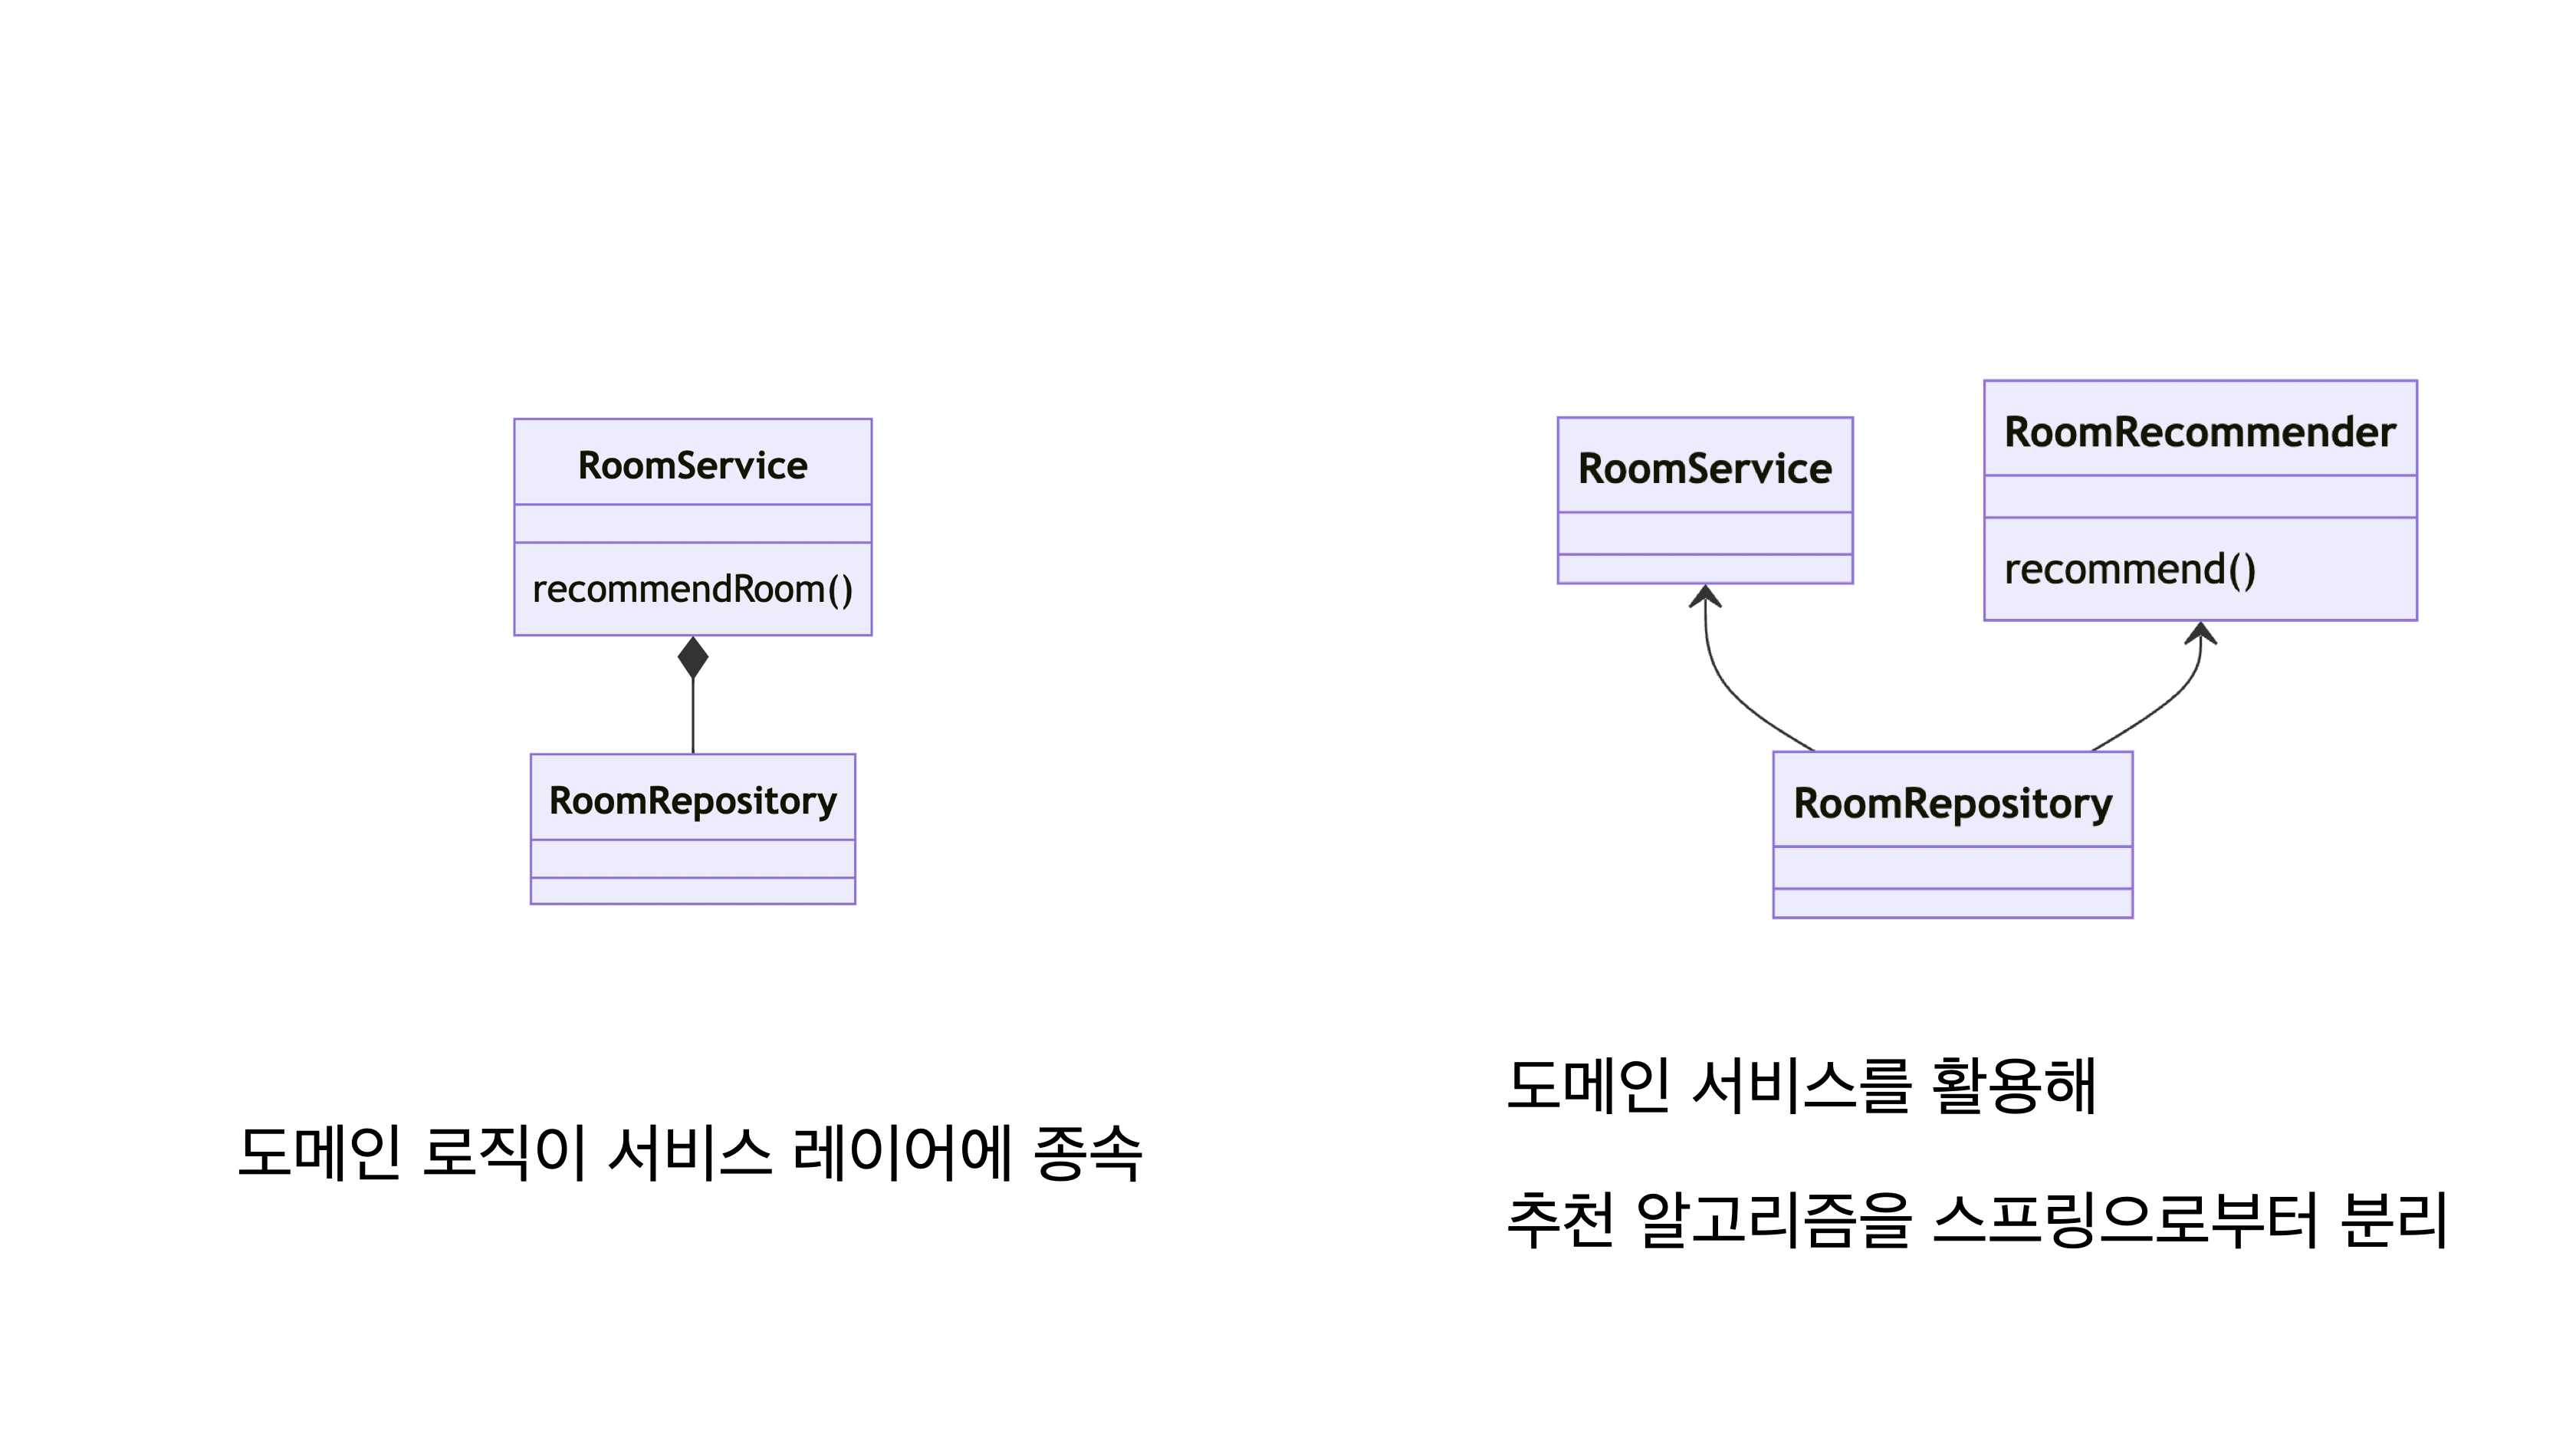 RoomService
recommendRoom()
RoomRepository
도메인 로직이 서비스 레이어에 종속
RoomService
RoomRecommender
recommend()
RoomRepository
도메인 서비스를 활용해
추천 알고리즘을 스프링으로부터 분리